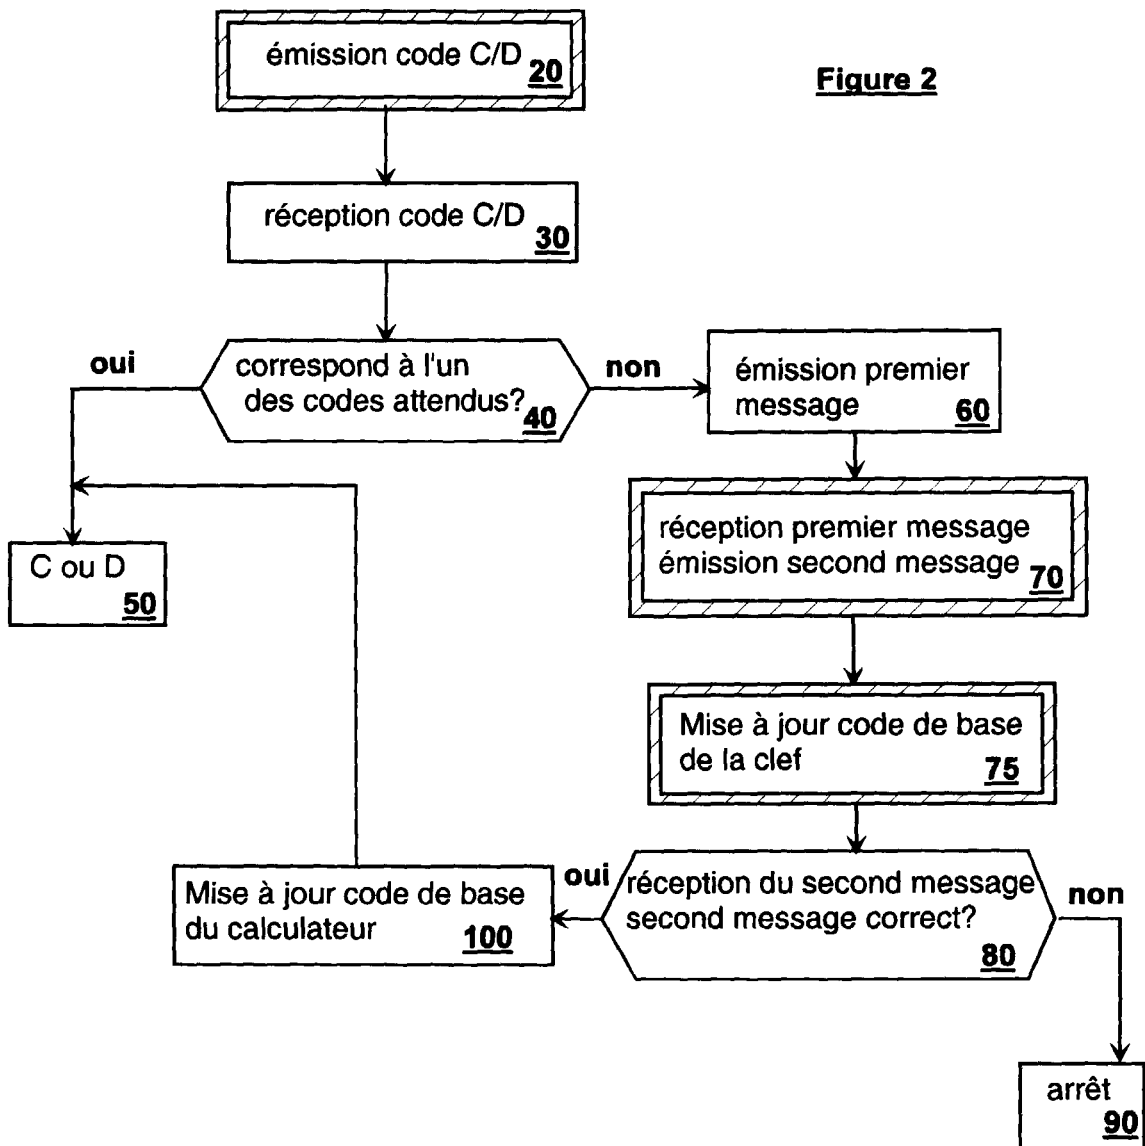 émission code C/D
20
Figure 2
réception code C/D
30
oui
correspond à l'un
des codes attendus?
40
non
émission premier
message
60
réception premier message
émission second message
70
C ou D
50
Mise à jour code de base
de la clef
75
Mise à jour code de base
du calculateur
100
oui
réception du second message
second message correct?
80
non
arrêt
90